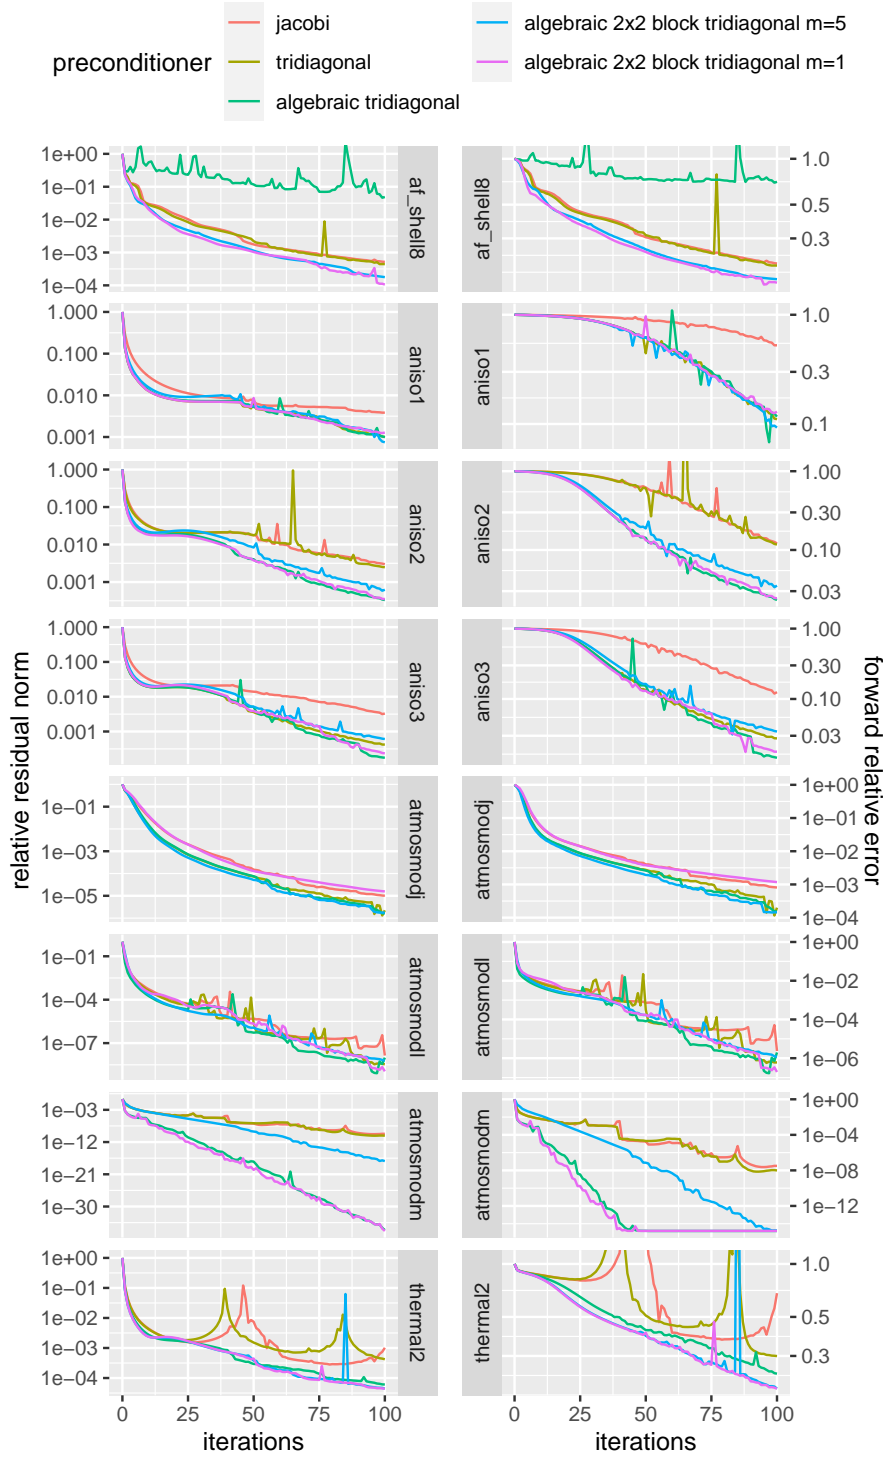 preconditioner
jacobi
tridiagonal
algebraic tridiagonal
algebraic 2x2 block tridiagonal m=5
algebraic 2x2 block tridiagonal m=1
relative residual norm
forward relative error
1e+00
1e−01
1e−02
1e−03
1e−04
af_shell8
af_shell8
1.0
0.5
0.3
1.000
0.100
0.010
0.001
aniso1
aniso1
1.0
0.3
0.1
1.000
0.100
0.010
0.001
aniso2
aniso2
1.00
0.30
0.10
0.03
1.000
0.100
0.010
0.001
aniso3
aniso3
1.00
0.30
0.10
0.03
1e−01
1e−03
1e−05
atmosmodj
atmosmodj
1e+00
1e−01
1e−02
1e−03
1e−04
1e−01
1e−04
1e−07
atmosmodl
atmosmodl
1e+00
1e−02
1e−04
1e−06
1e−03
1e−12
1e−21
1e−30
atmosmodm
atmosmodm
1e+00
1e−04
1e−08
1e−12
1e+00
1e−01
1e−02
1e−03
1e−04
thermal2
thermal2
1.0
0.5
0.3
0 25 50 75 100
0 25 50 75 100
iterations
iterations